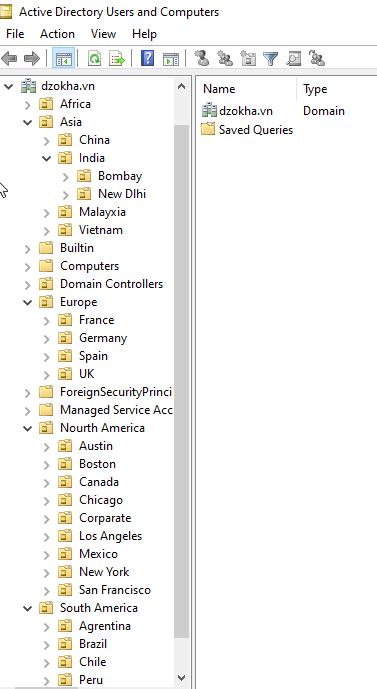 Active Directory Users and Computers
File Action View Help
dzokha.vn
Africa
Asia
China
India
Bombay
New Dlhi
Malayxia
Vietnam
Builtin
Computers
Domain Controllers
Europe
France
Germany
Spain
UK
ForeignSecurityPrinci
Managed Service Acc
Nourth America
Austin
Boston
Canada
Chicago
Corparate
Los Angeles
Mexico
New York
San Francisco
South America
Agrentina
Brazil
Chile
Peru
Name Type
dzokha.vn Domain
Saved Queries